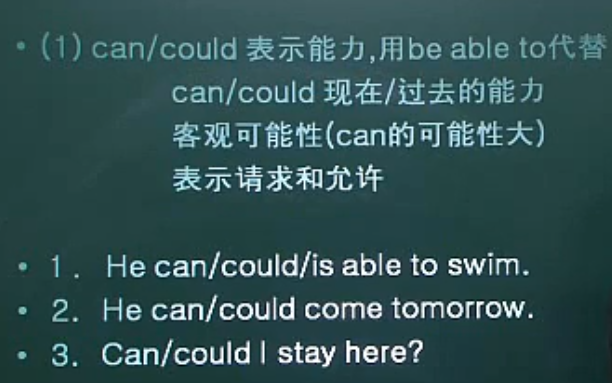 • (1) can/could 表示能力,用be able to代替
can/could 现在/过去的能力
客观可能性(can的可能性大)
表示请求和允许
• 1. He can/could/is able to swim.
• 2. He can/could come tomorrow.
• 3. Can/could I stay here?